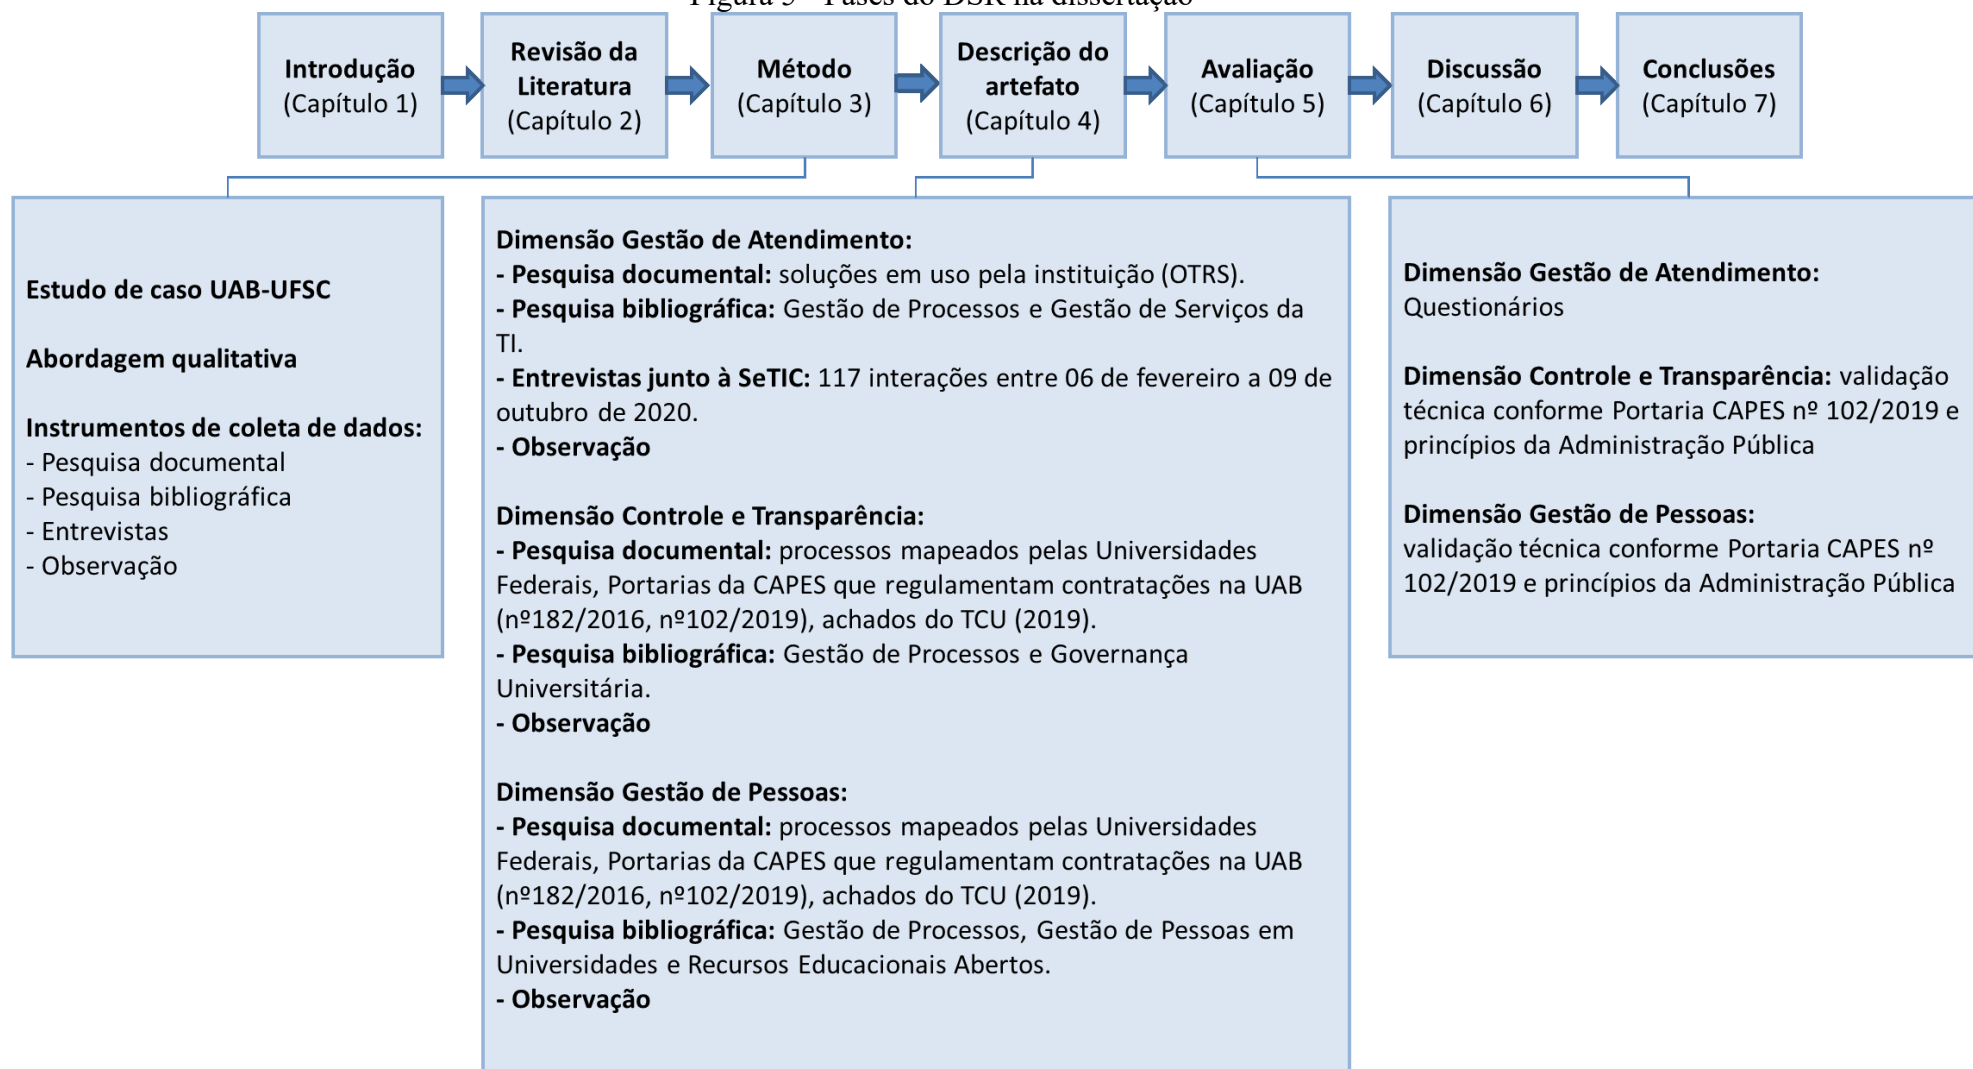 Figura 5 - Fases do DSR na dissertação
Introdução
(Capítulo 1)
Revisão da
Literatura
(Capítulo 2)
Método
(Capítulo 3)
Descrição do
artefato
(Capítulo 4)
Avaliação
(Capítulo 5)
Discussão
(Capítulo 6)
Conclusões
(Capítulo 7)
Estudo de caso UAB-UFSC
Abordagem qualitativa
Instrumentos de coleta de dados:
- Pesquisa documental
- Pesquisa bibliográfica
- Entrevistas
- Observação
Dimensão Gestão de Atendimento:
- Pesquisa documental: soluções em uso pela instituição (OTRS).
- Pesquisa bibliográfica: Gestão de Processos e Gestão de Serviços da
TI.
- Entrevistas junto à SeTIC: 117 interações entre 06 de fevereiro a 09 de
outubro de 2020.
- Observação
Dimensão Controle e Transparência:
- Pesquisa documental: processos mapeados pelas Universidades
Federais, Portarias da CAPES que regulamentam contratações na UAB
(nº182/2016, nº102/2019), achados do TCU (2019).
- Pesquisa bibliográfica: Gestão de Processos e Governança
Universitária.
- Observação
Dimensão Gestão de Pessoas:
- Pesquisa documental: processos mapeados pelas Universidades
Federais, Portarias da CAPES que regulamentam contratações na UAB
(nº182/2016, nº102/2019), achados do TCU (2019).
- Pesquisa bibliográfica: Gestão de Processos, Gestão de Pessoas em
Universidades e Recursos Educacionais Abertos.
- Observação
Dimensão Gestão de Atendimento:
Questionários
Dimensão Controle e Transparência: validação
técnica conforme Portaria CAPES nº 102/2019 e
princípios da Administração Pública
Dimensão Gestão de Pessoas:
validação técnica conforme Portaria CAPES nº
102/2019 e princípios da Administração Pública